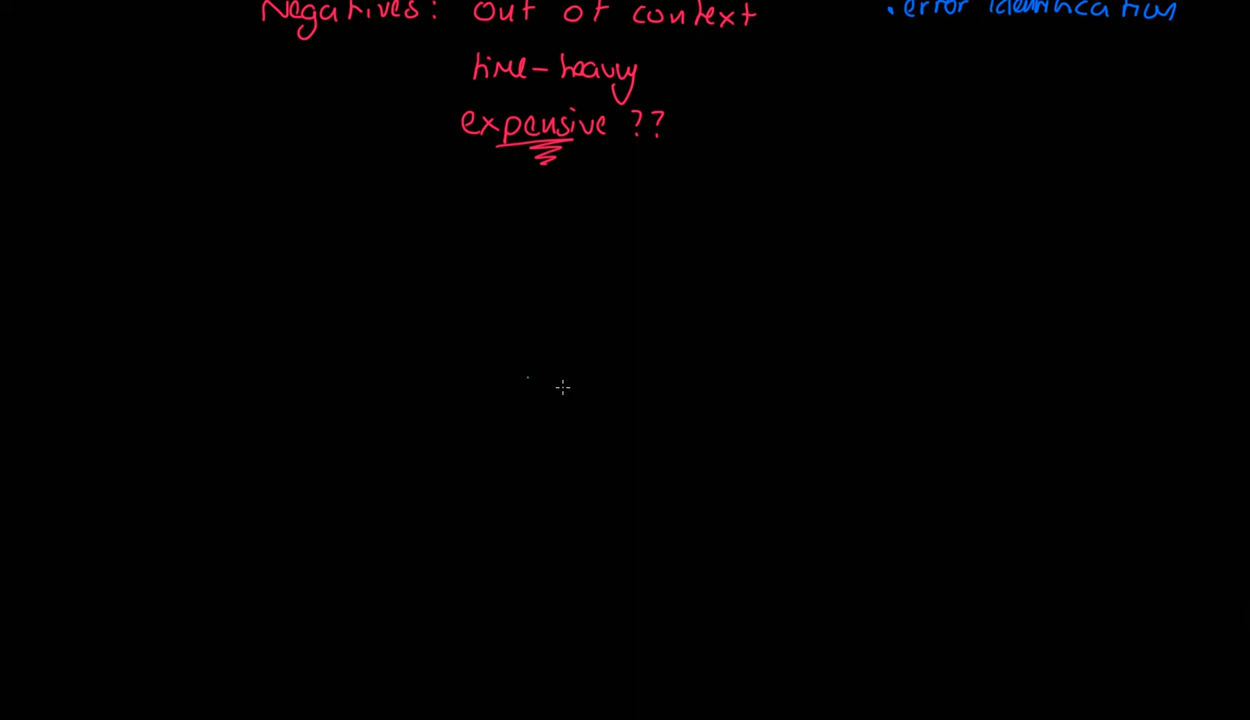 Negatives: Out of context
time-heavy
expensive ??
. error identification